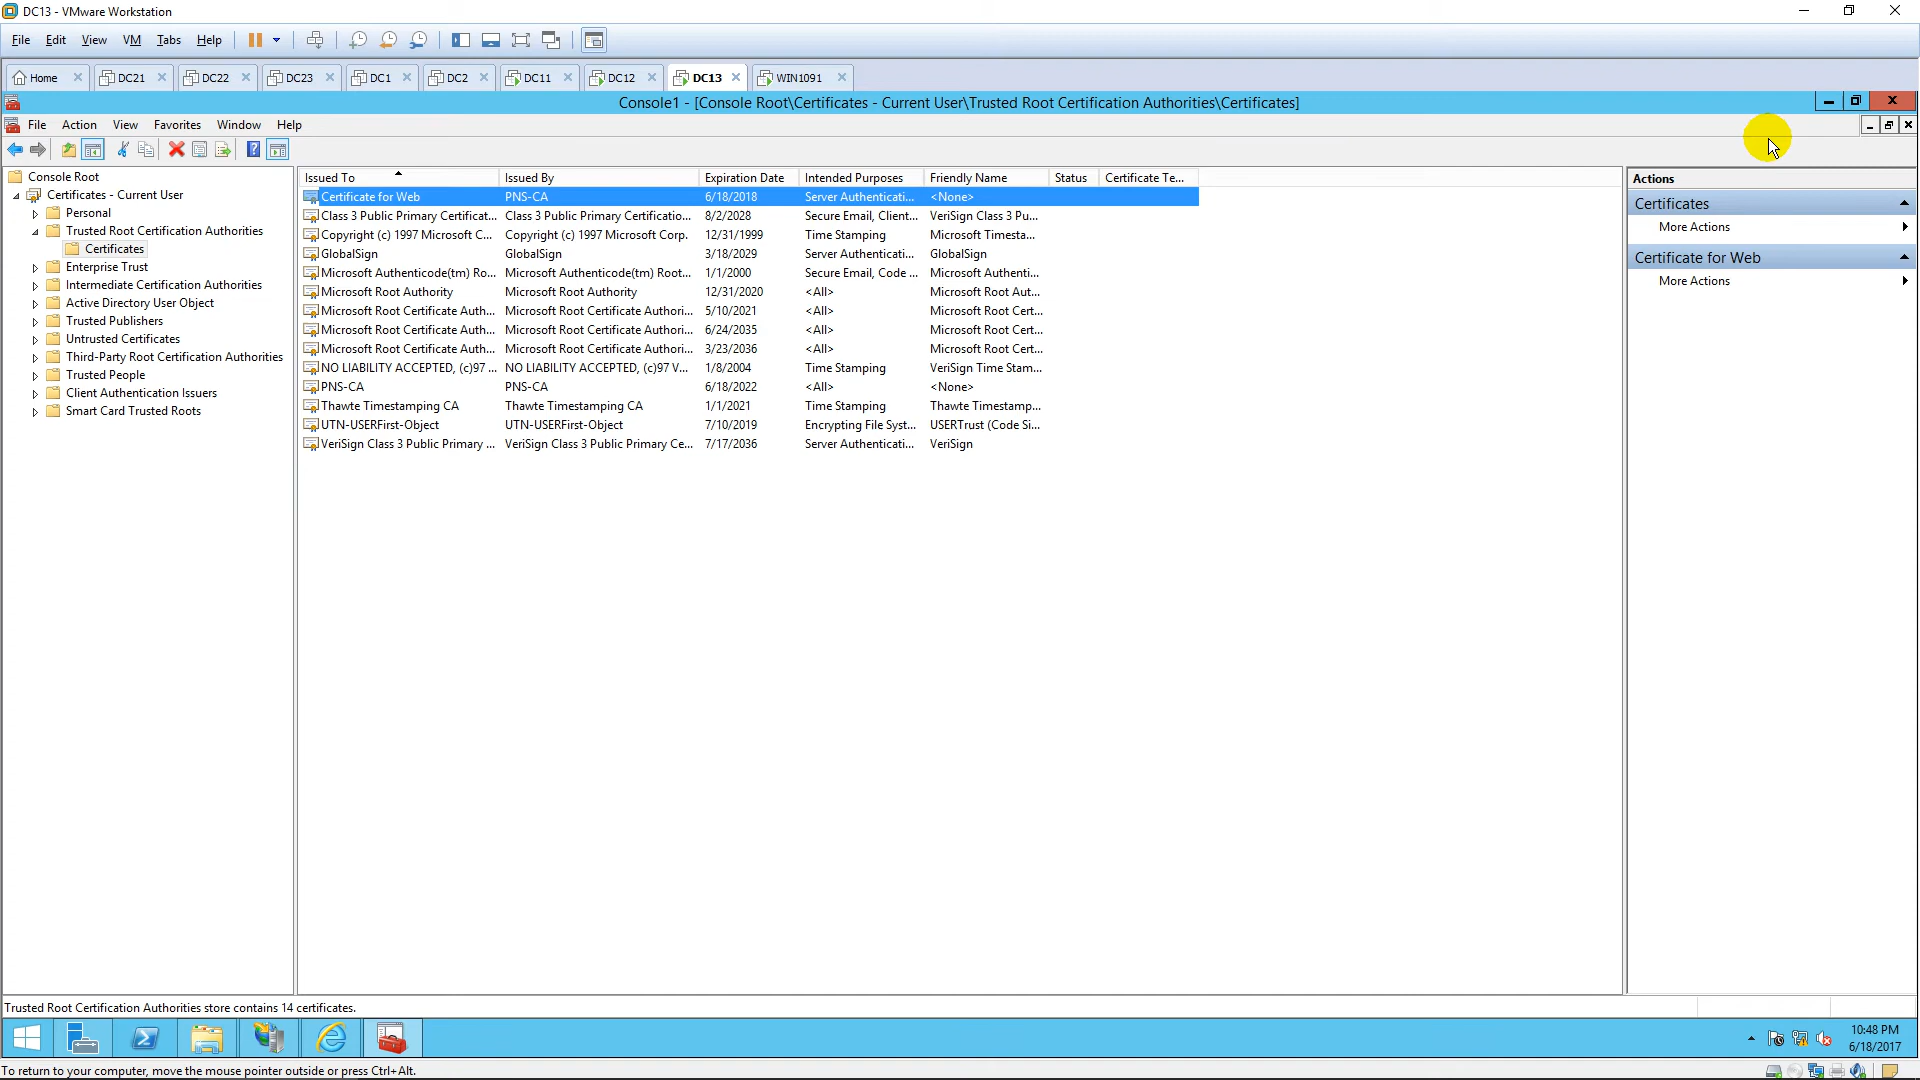 DC13 - VMware Workstation
File Edit View VM Tabs Help
Home DC21 DC22 DC23 DC1 DC2 DC11 DC12 DC13 WIN1091
Console1 - [Console Root\Certificates - Current User\Trusted Root Certification Authorities\Certificates]
File Action View Favorites Window Help
Console Root
Certificates - Current User
Personal
Trusted Root Certification Authorities
Certificates
Enterprise Trust
Intermediate Certification Authorities
Active Directory User Object
Trusted Publishers
Untrusted Certificates
Third-Party Root Certification Authorities
Trusted People
Client Authentication Issuers
Smart Card Trusted Roots
Issued To Issued By Expiration Date Intended Purposes Friendly Name Status Certificate Te...
Certificate for Web PNS-CA 6/18/2018 Server Authenticati... <None>
Class 3 Public Primary Certificat... Class 3 Public Primary Certificatio... 8/2/2028 Secure Email, Client... VeriSign Class 3 Pu...
Copyright (c) 1997 Microsoft C... Copyright (c) 1997 Microsoft Corp. 12/31/1999 Time Stamping Microsoft Timesta...
GlobalSign GlobalSign 3/18/2029 Server Authenticati... GlobalSign
Microsoft Authenticode(tm) Ro... Microsoft Authenticode(tm) Root... 1/1/2000 Secure Email, Code ... Microsoft Authenti...
Microsoft Root Authority Microsoft Root Authority 12/31/2020 <All> Microsoft Root Aut...
Microsoft Root Certificate Auth... Microsoft Root Certificate Authori... 5/10/2021 <All> Microsoft Root Cert...
Microsoft Root Certificate Auth... Microsoft Root Certificate Authori... 6/24/2035 <All> Microsoft Root Cert...
Microsoft Root Certificate Auth... Microsoft Root Certificate Authori... 3/23/2036 <All> Microsoft Root Cert...
NO LIABILITY ACCEPTED, (c)97 ... NO LIABILITY ACCEPTED, (c)97 V... 1/8/2004 Time Stamping VeriSign Time Stam...
PNS-CA PNS-CA 6/18/2022 <All> <None>
Thawte Timestamping CA Thawte Timestamping CA 1/1/2021 Time Stamping Thawte Timestamp...
UTN-USERFirst-Object UTN-USERFirst-Object 7/10/2019 Encrypting File Syst... USERTrust (Code Si...
VeriSign Class 3 Public Primary ... VeriSign Class 3 Public Primary Ce... 7/17/2036 Server Authenticati... VeriSign
Actions
Certificates
More Actions
Certificate for Web
More Actions
Trusted Root Certification Authorities store contains 14 certificates.
10:48 PM
6/18/2017
To return to your computer, move the mouse pointer outside or press Ctrl+Alt.